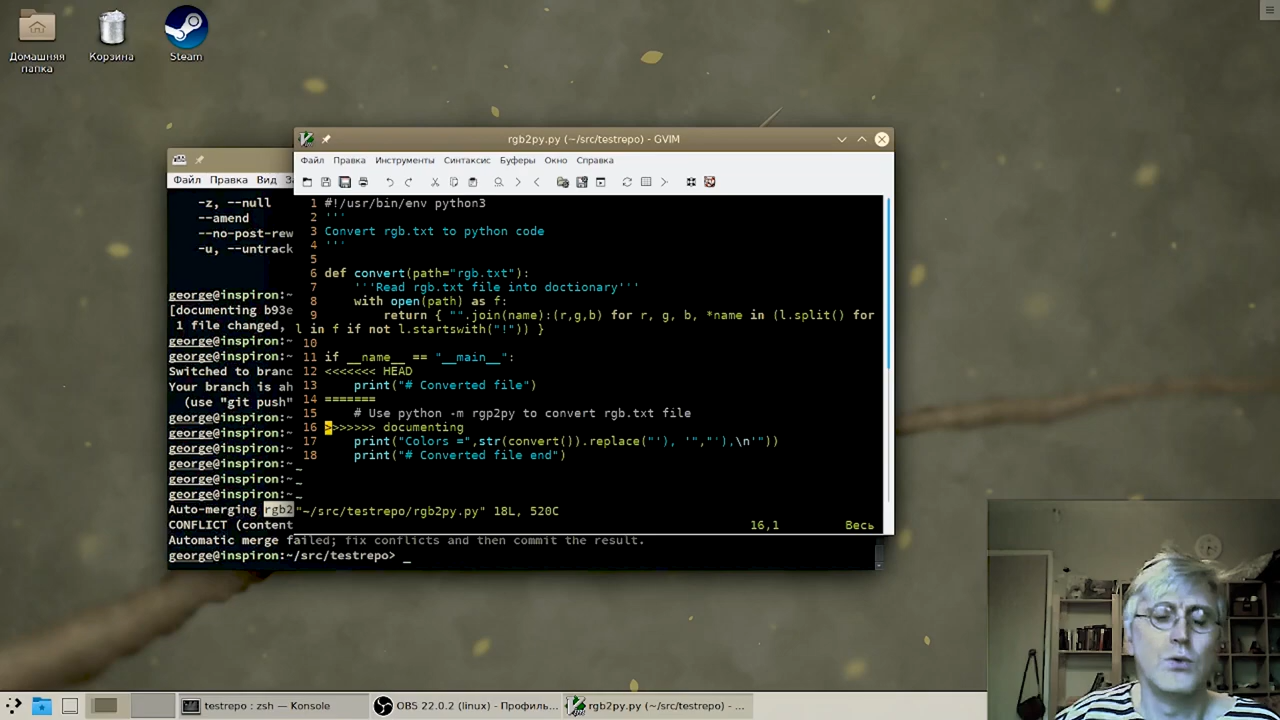 Домашняя
папка
Корзина
Steam
rgb2py.py (~/src/testrepo) - GVIM
Файл Правка Инструменты Синтаксис Буферы Окно Справка
1 #!/usr/bin/env python3
2 '''
3 Convert rgb.txt to python code
4 '''
5
6 def convert(path="rgb.txt"):
7 '''Read rgb.txt file into doctionary'''
8 with open(path) as f:
9 return { "".join(name):(r,g,b) for r, g, b, *name in (l.split() for
l in f if not l.startswith("!")) }
10
11 if __name__ == "__main__":
12 <<<<<<< HEAD
13 print("# Converted file")
14 =======
15 # Use python -m rgp2py to convert rgb.txt file
16 >>>>>>> documenting
17 print("Colors =",str(convert()).replace("'), '","'),\n'"))
18 print("# Converted file end")
~
~
"~/src/testrepo/rgb2py.py" 18L, 520C
16,1 Весь
Файл Правка Вид
-z, --null
--amend
--no-post-rew
-u, --untrack
george@inspiron:~
[documenting b93e
1 file changed,
george@inspiron:~
Switched to branc
Your branch is ah
(use "git push"
george@inspiron:~
george@inspiron:~
george@inspiron:~
george@inspiron:~
george@inspiron:~
george@inspiron:~
Auto-merging rgb2
CONFLICT (content
Automatic merge failed; fix conflicts and then commit the result.
george@inspiron:~/src/testrepo> _
testrepo : zsh — Konsole
OBS 22.0.2 (linux) - Профиль...
rgb2py.py (~/src/testrepo) - ...